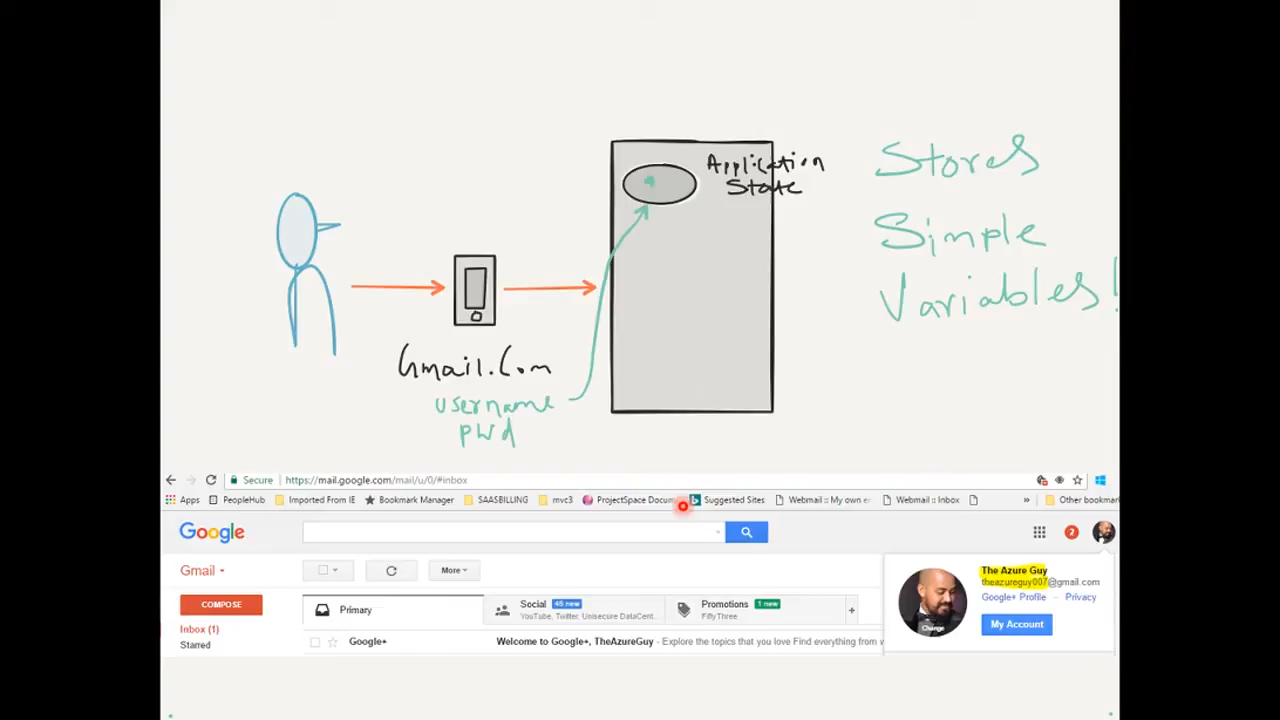 Application
State
Stores
Simple
Variables!
Gmail.Com
username
pwd
Secure https://mail.google.com/mail/u/0/#inbox
Apps PeopleHub Imported From IE Bookmark Manager SAASBILLING mvc3 ProjectSpace Docum Suggested Sites Webmail :: My own er Webmail :: Inbox » Other bookmar
Google 2
Gmail More The Azure Guy
theazureguy007@gmail.com
Google+ Profile – Privacy
Change My Account
COMPOSE Primary Social 45 new Promotions 1 new +
YouTube, Twitter, Unisecure DataCent... FiftyThree
Inbox (1) Google+ Welcome to Google+, TheAzureGuy - Explore the topics that you love Find everything from w
Starred